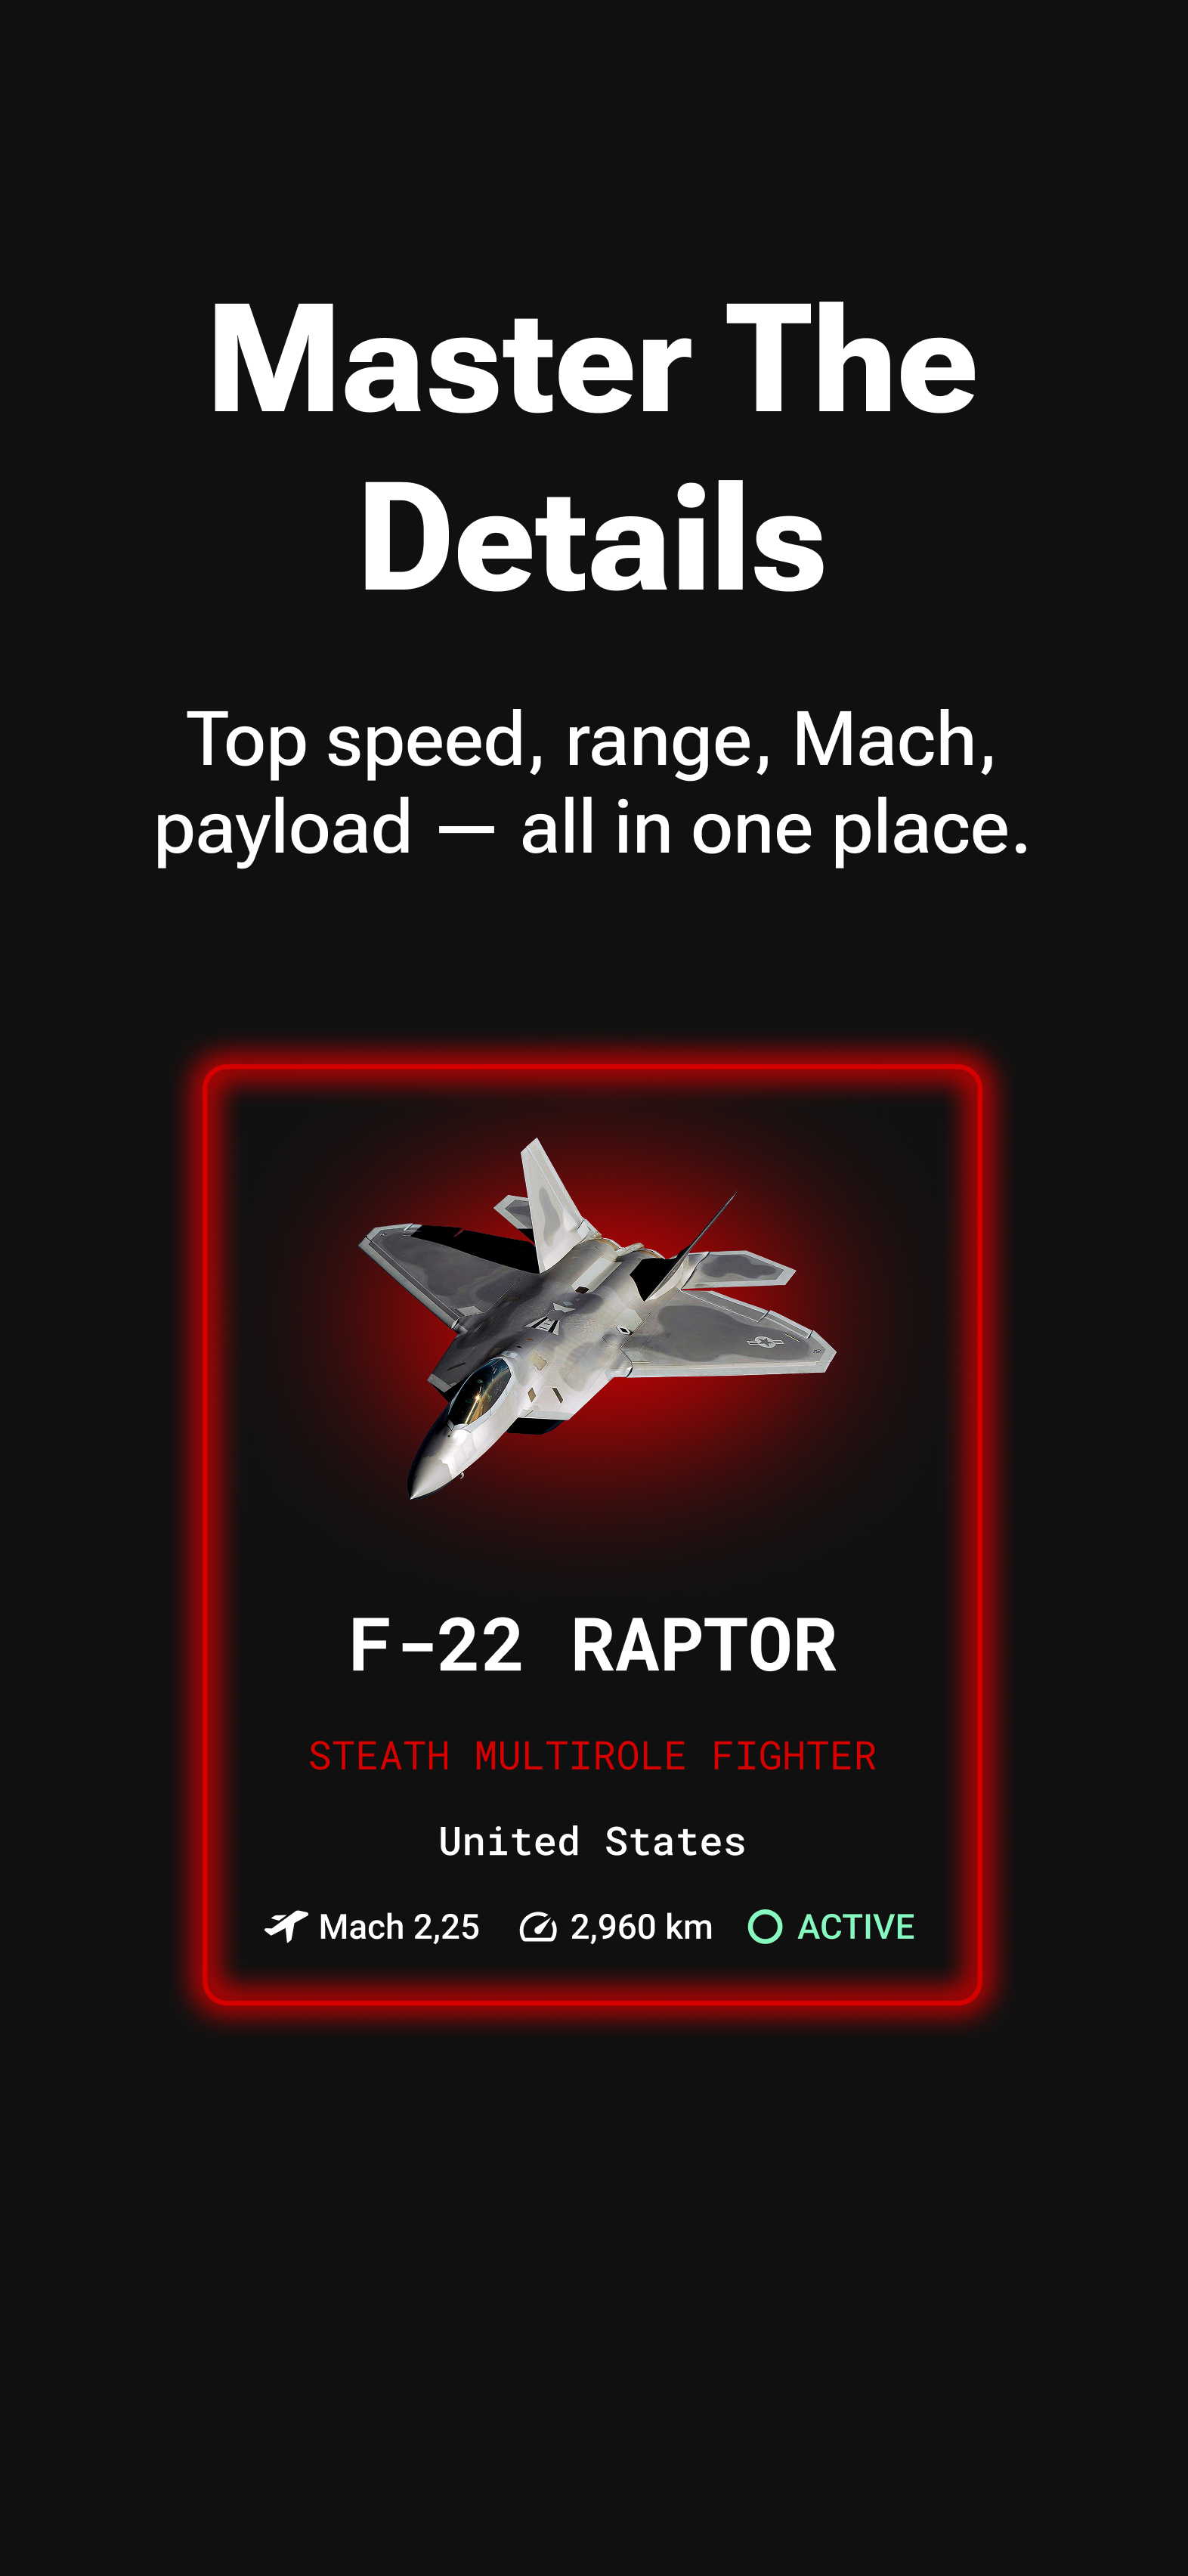 Master The
Details
Top speed, range, Mach,
payload — all in one place.
F-22 RAPTOR
STEATH MULTIROLE FIGHTER
United States
Mach 2,25 2,960 km ACTIVE